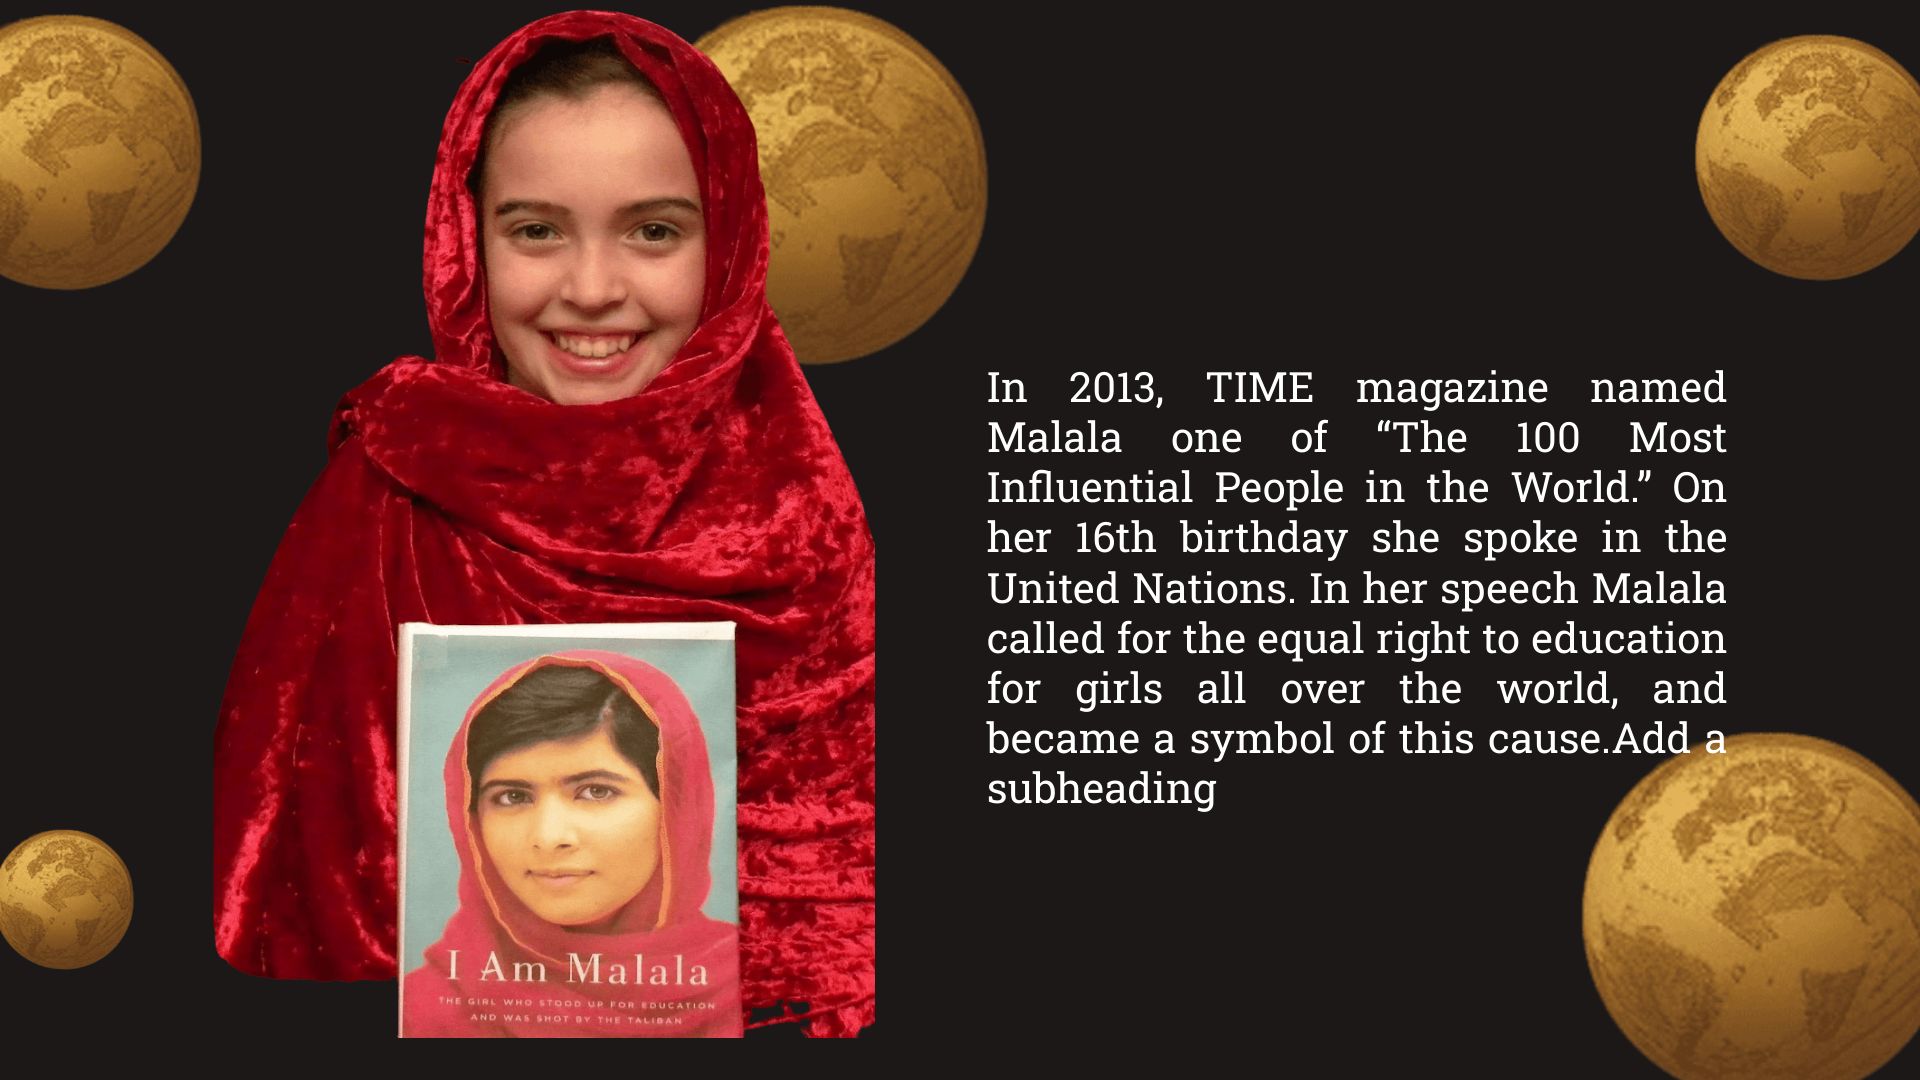 In 2013, TIME magazine named
Malala one of “The 100 Most
Influential People in the World.” On
her 16th birthday she spoke in the
United Nations. In her speech Malala
called for the equal right to education
for girls all over the world, and
became a symbol of this cause.Add a
subheading
I Am Malala
THE GIRL WHO STOOD UP FOR EDUCATION
AND WAS SHOT BY THE TALIBAN